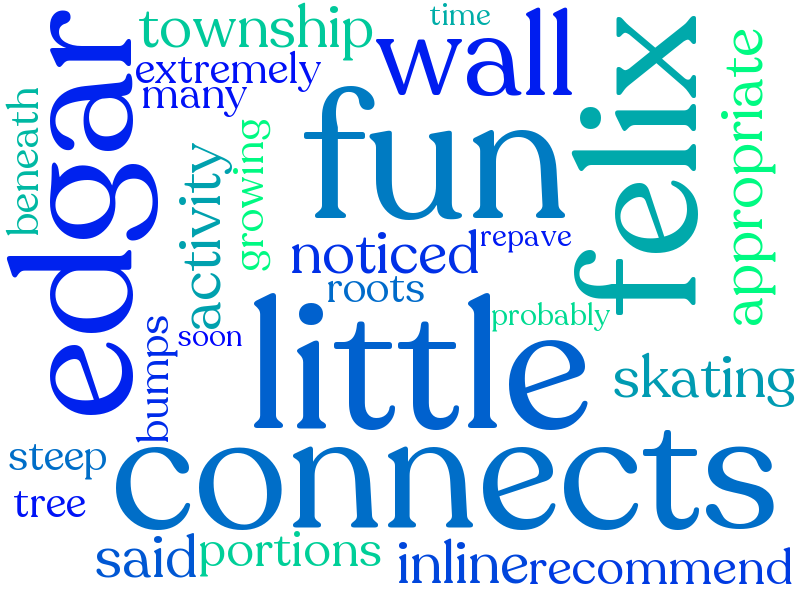 time
township
wall
extremely
many
edgar
felix
fun
beneath
appropriate
growing
activity
noticed
repave
roots
probably
soon
little
bumps
skating
steep
connects
tree
said
portions
inline
recommend